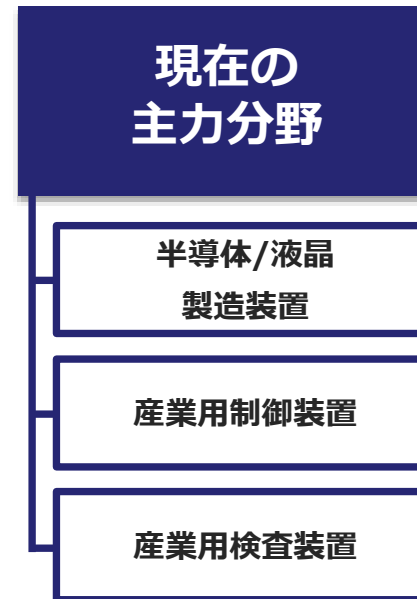 現在の
主力分野
半導体/液晶
製造装置
産業用制御装置
産業用検査装置